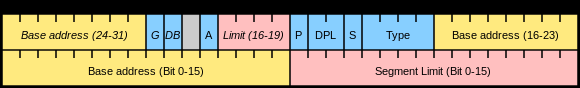 Base address (24-31) G DB A Limit (16-19) P DPL S Type Base address (16-23)
Base address (Bit 0-15) Segment Limit (Bit 0-15)